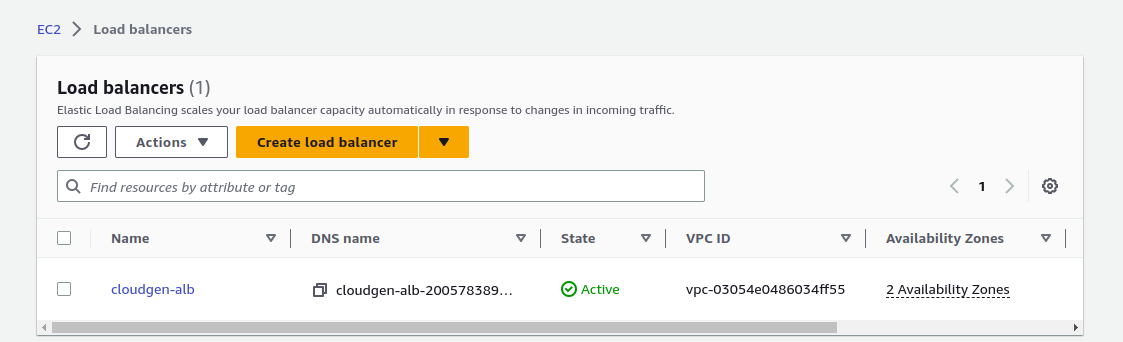 EC2 > Load balancers
Load balancers (1)
Elastic Load Balancing scales your load balancer capacity automatically in response to changes in incoming traffic.
Actions Create load balancer
Find resources by attribute or tag 1
Name DNS name State VPC ID Availability Zones
cloudgen-alb cloudgen-alb-200578389... Active vpc-03054e0486034ff55 2 Availability Zones